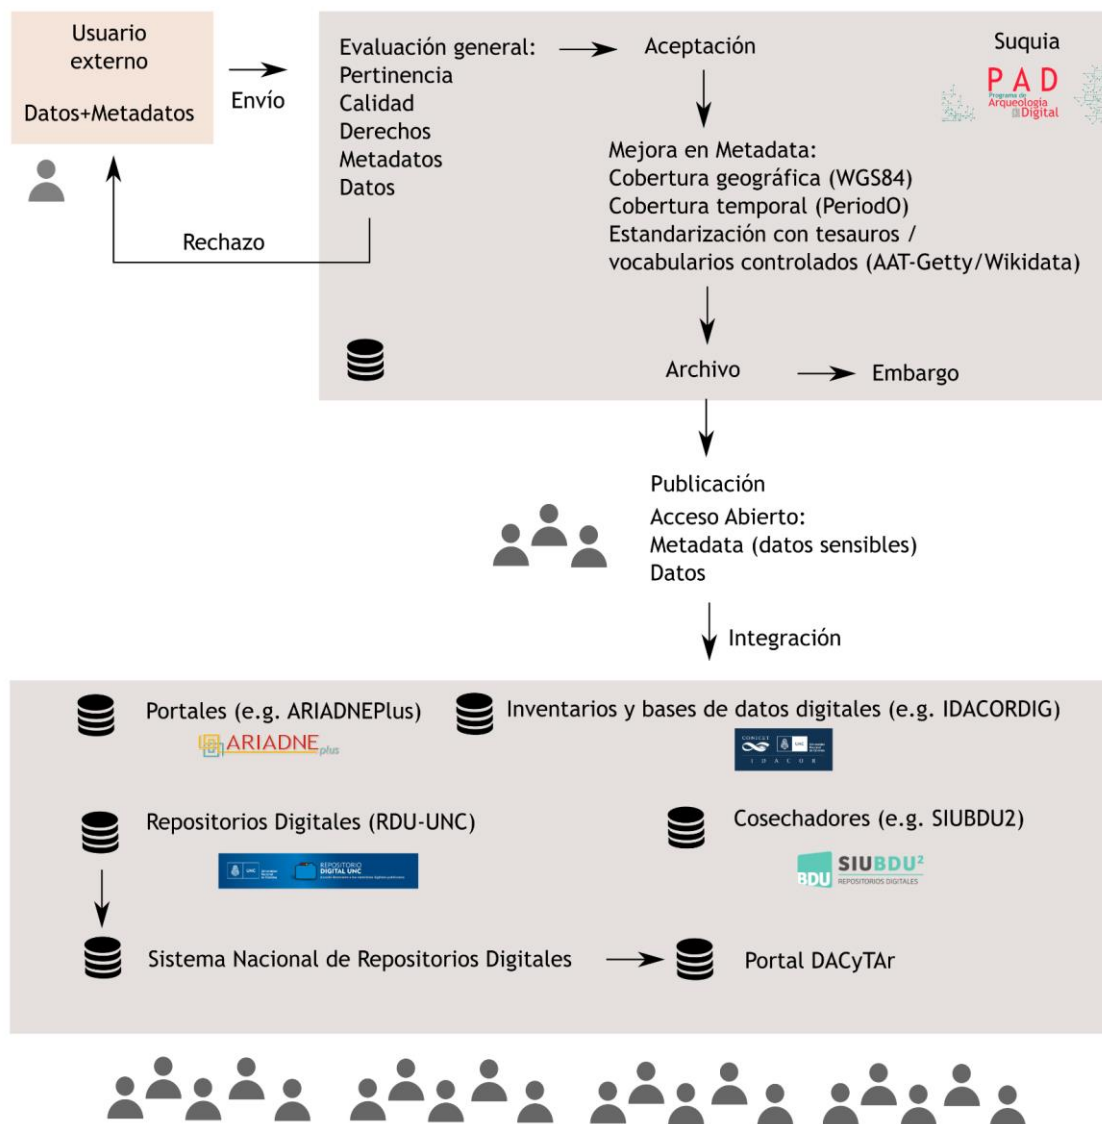 Usuario
externo
Datos+Metadatos
Envío
Evaluación general:
Pertinencia
Calidad
Derechos
Metadatos
Datos
Rechazo
Aceptación
Suquia
PAD
Programa de
Arqueología
Digital
Mejora en Metadata:
Cobertura geográfica (WGS84)
Cobertura temporal (PeriodO)
Estandarización con tesauros /
vocabularios controlados (AAT-Getty/Wikidata)
Archivo
Embargo
Publicación
Acceso Abierto:
Metadata (datos sensibles)
Datos
Integración
Portales (e.g. ARIADNEPlus)
ARIADNE plus
Inventarios y bases de datos digitales (e.g. IDACORDIG)
CONICET
UNC
IDACOR
Repositorios Digitales (RDU-UNC)
UNC
REPOSITORIO
DIGITAL UNC
Cosechadores (e.g. SIUBDU2)
BDU
SIUBDU²
REPOSITORIOS DIGITALES
Sistema Nacional de Repositorios Digitales
Portal DACyTAr